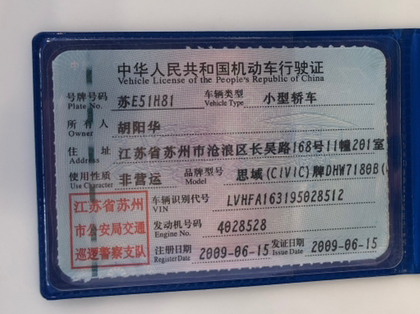 中华人民共和国机动车行驶证
Vehicle License of the People's Republic of China
号牌号码 苏E51H81 车辆类型 小型轿车
Plate No. Vehicle Type
所有人 胡阳华
Owner
住址 江苏省苏州市沧浪区长吴路168号11幢201室
Address
使用性质 非营运 品牌型号 思域(CIVIC)牌DHW7180B(
Use Character Model
江苏省苏州 车辆识别代号 LVHFA163195028512
VIN
市公安局交通 发动机号码 4028528
Engine No.
巡逻警察支队 注册日期 2009-06-15 发证日期 2009-06-15
Register Date Issue Date